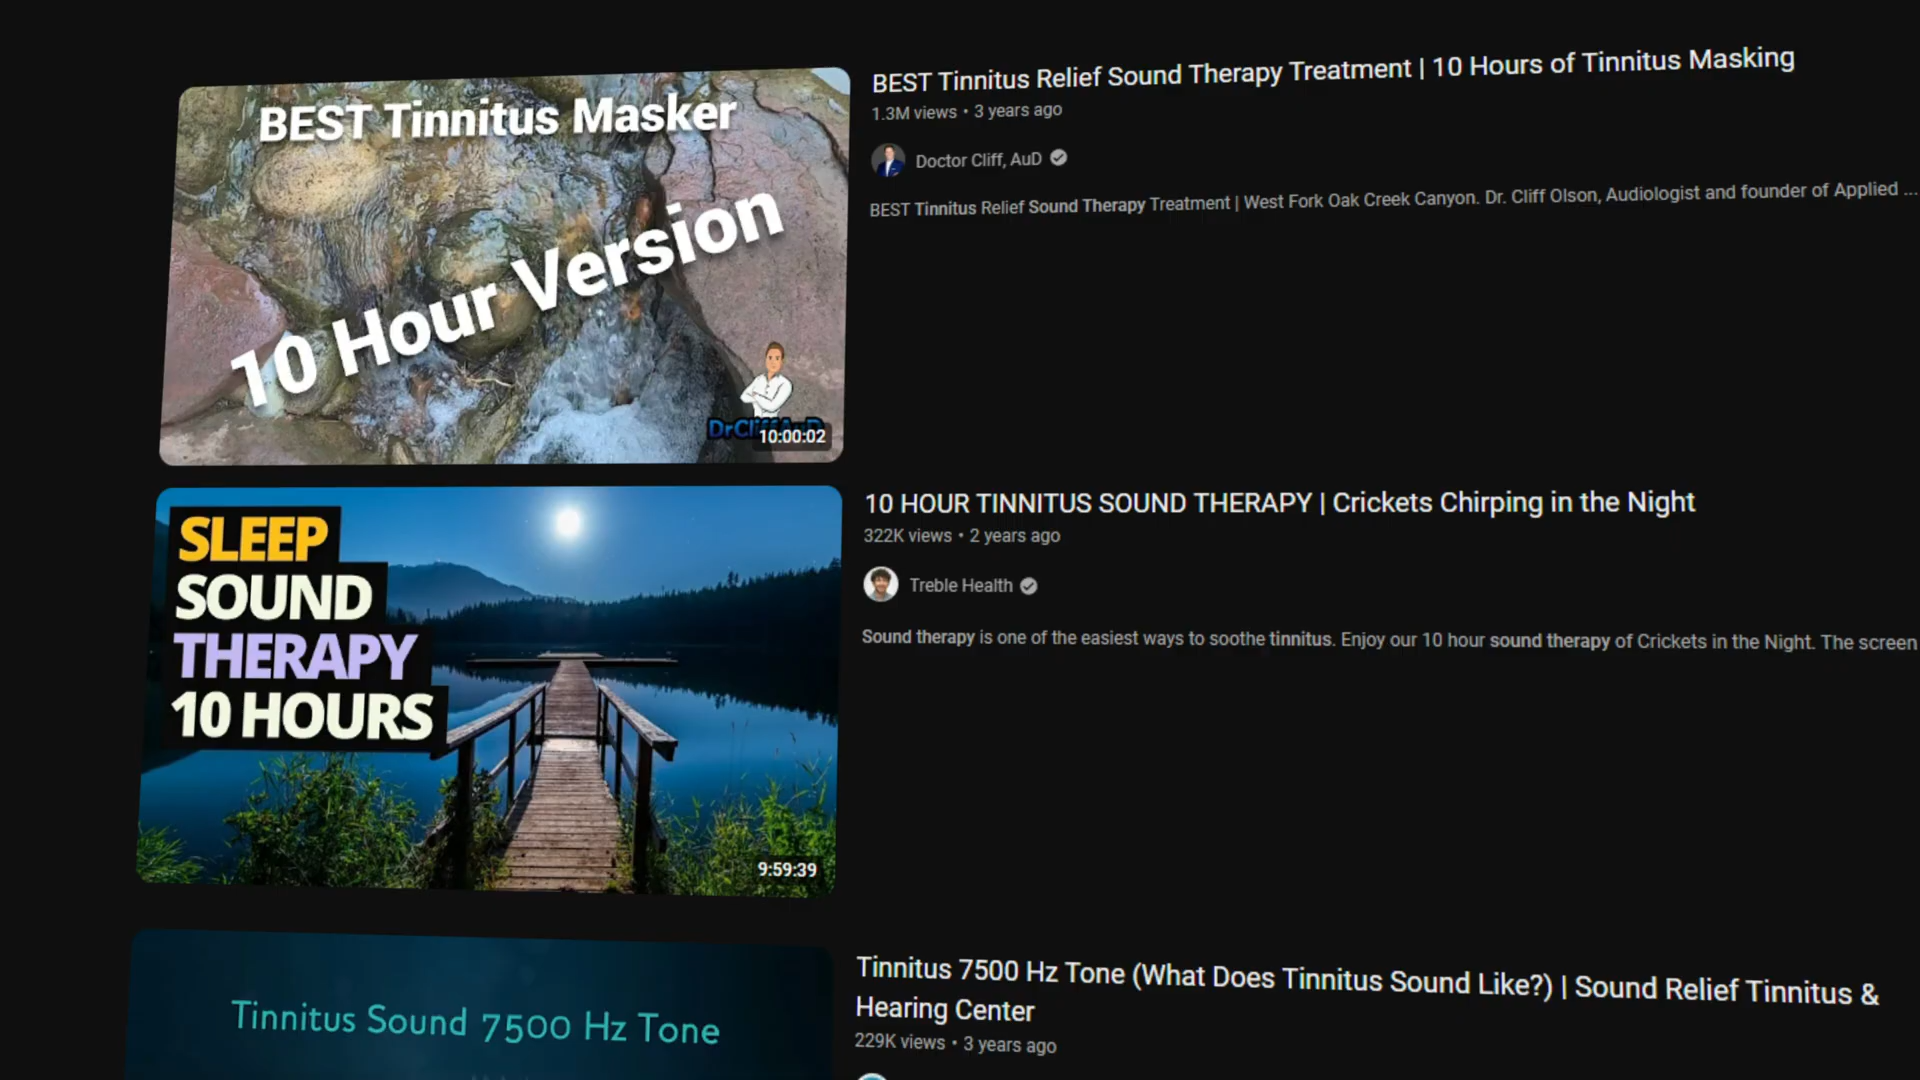 BEST Tinnitus Masker
10 Hour Version
10:00:02
BEST Tinnitus Relief Sound Therapy Treatment | 10 Hours of Tinnitus Masking
1.3M views • 3 years ago
Doctor Cliff, AuD
BEST Tinnitus Relief Sound Therapy Treatment | West Fork Oak Creek Canyon. Dr. Cliff Olson, Audiologist and founder of Applied ...
SLEEP
SOUND
THERAPY
10 HOURS
9:59:39
10 HOUR TINNITUS SOUND THERAPY | Crickets Chirping in the Night
322K views • 2 years ago
Treble Health
Sound therapy is one of the easiest ways to soothe tinnitus. Enjoy our 10 hour sound therapy of Crickets in the Night. The screen
Tinnitus Sound 7500 Hz Tone
Tinnitus 7500 Hz Tone (What Does Tinnitus Sound Like?) | Sound Relief Tinnitus &
Hearing Center
229K views • 3 years ago